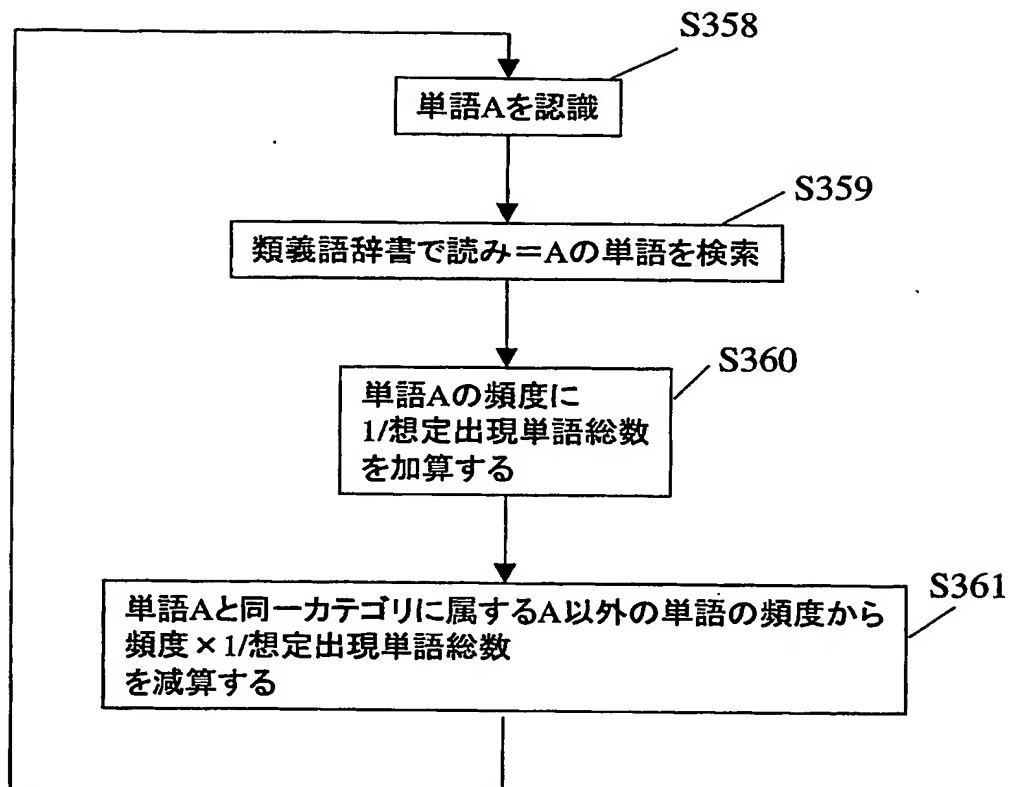 S358
単語Aを認識
S359
類義語辞書で読み＝Aの単語を検索
S360
単語Aの頻度に
1/想定出現単語総数
を加算する
S361
単語Aと同一カテゴリに属するA以外の単語の頻度から
頻度×1/想定出現単語総数
を減算する